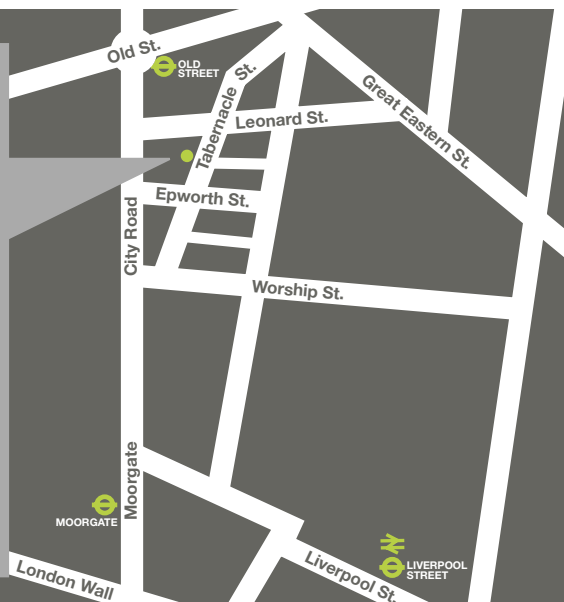 Old St.
OLD
STREET
Tabernacle St.
Great Eastern St.
Leonard St.
Epworth St.
City Road
Worship St.
Moorgate
MOORGATE
LIVERPOOL
STREET
Liverpool St.
London Wall